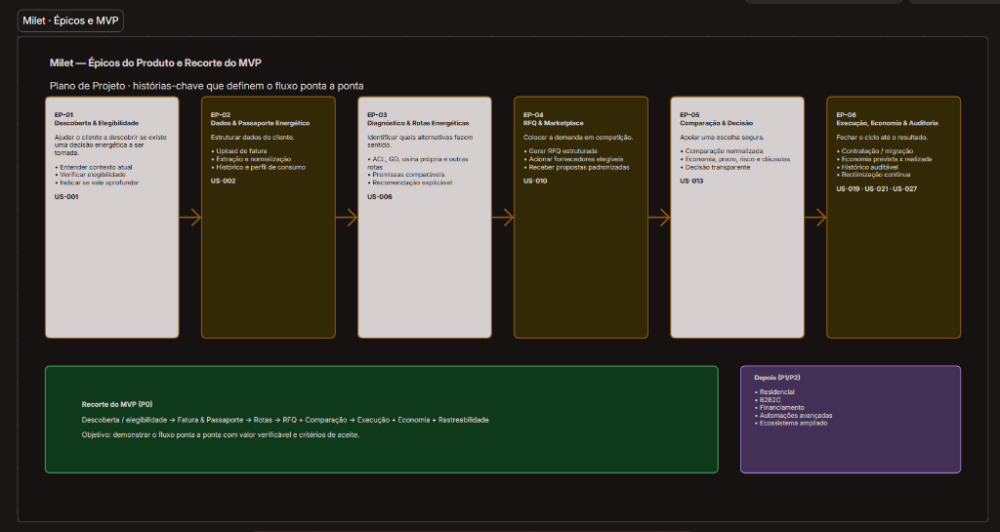 Milet · Épicos e MVP
Milet — Épicos do Produto e Recorte do MVP
Plano de Projeto · histórias-chave que definem o fluxo ponta a ponta
EP-01
Descoberta & Elegibilidade
Ajudar o cliente a descobrir se existe
uma decisão energética a ser
tomada.
• Entender contexto atual
• Verificar elegibilidade
• Indicar se vale aprofundar
US-001
EP-02
Dados & Passaporte Energético
Estruturar dados do cliente.
• Upload de fatura
• Extração e normalização
• Histórico e perfil de consumo
US-002
EP-03
Diagnóstico & Rotas Energéticas
Identificar quais alternativas fazem
sentido.
• ACL, GD, usina própria e outras
rotas
• Premissas comparáveis
• Recomendação explicável
US-006
EP-04
RFQ & Marketplace
Colocar a demanda em competição.
• Gerar RFQ estruturada
• Acionar fornecedores elegíveis
• Receber propostas padronizadas
US-010
EP-05
Comparação & Decisão
Apoiar uma escolha segura.
• Comparação normalizada
• Economia, prazo, risco e cláusulas
• Decisão transparente
US-013
EP-06
Execução, Economia & Auditoria
Fechar o ciclo até o resultado.
• Contratação / migração
• Economia prevista x realizada
• Histórico auditável
• Reotimização contínua
US-019 · US-021 · US-027
Recorte do MVP (P0)
Descoberta / elegibilidade → Fatura & Passaporte → Rotas → RFQ + Comparação → Execução + Economia + Rastreabilidade
Objetivo: demonstrar o fluxo ponta a ponta com valor verificável e critérios de aceite.
Depois (P1/P2)
• Residencial
• B2B2C
• Financiamento
• Automações avançadas
• Ecossistema ampliado